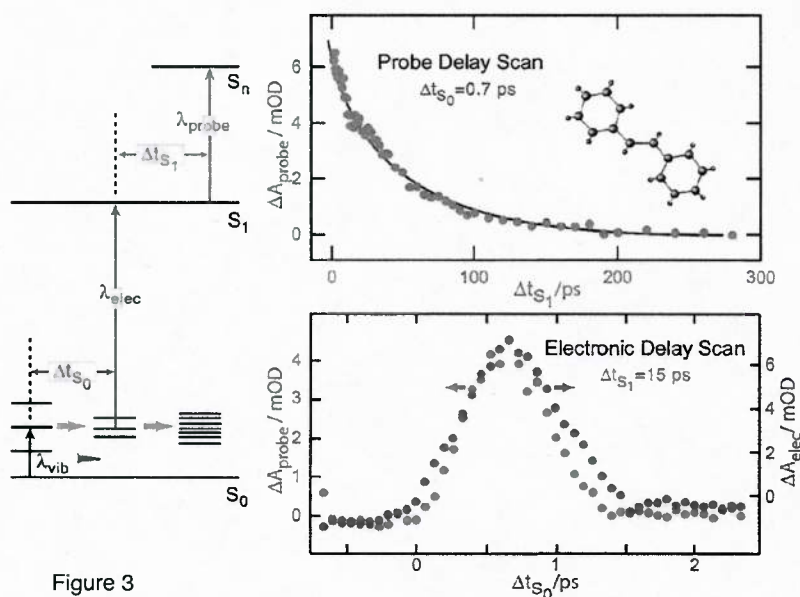 Sn
λprobe
ΔtS1
S1
λelec
ΔtS0
λvib
S0
Figure 3
Probe Delay Scan
ΔtS0=0.7 ps
ΔAprobe / mOD
6
4
2
0
0
100
200
300
ΔtS1/ps
Electronic Delay Scan
ΔtS1=15 ps
ΔAprobe / mOD
4
3
2
1
0
ΔAelec/ mOD
6
4
2
0
0
1
2
ΔtS0/ps